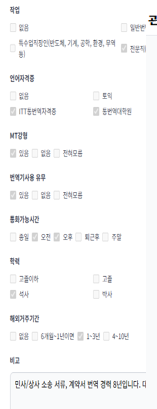 작업
없음 일반번
특수업직장인(반도체, 기계, 공학, 환경, 무역 등) 전문직
언어자격증
없음 토익
ITT동번역자격증 통번역대학원
MT감평
있음 없음 전혀모름
번역기사용 유무
있음 없음 전혀모름
통화가능시간
종일 오전 오후 퇴근후 주말
학력
고졸이하 고졸
석사 박사
해외거주기간
없음 6개월~1년미만 1~3년 4~10년
비고
민사/상사 소송 서류, 계약서 번역 경력 8년입니다.